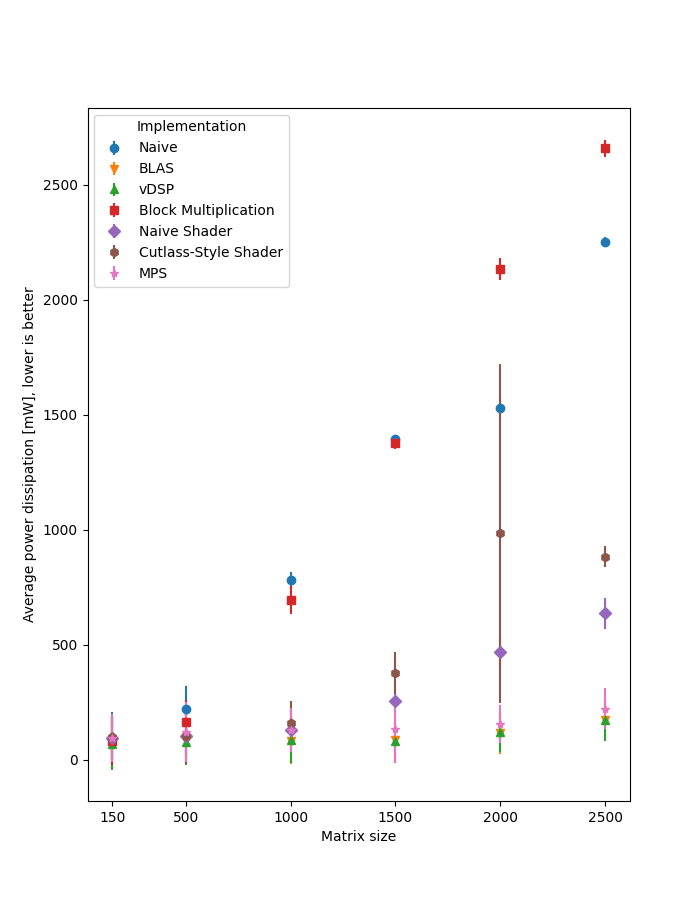 Implementation
Naive
BLAS
vDSP
Block Multiplication
Naive Shader
Cutlass-Style Shader
MPS
2500
2000
1500
1000
500
0
Average power dissipation [mW], lower is better
150
500
1000
1500
2000
2500
Matrix size